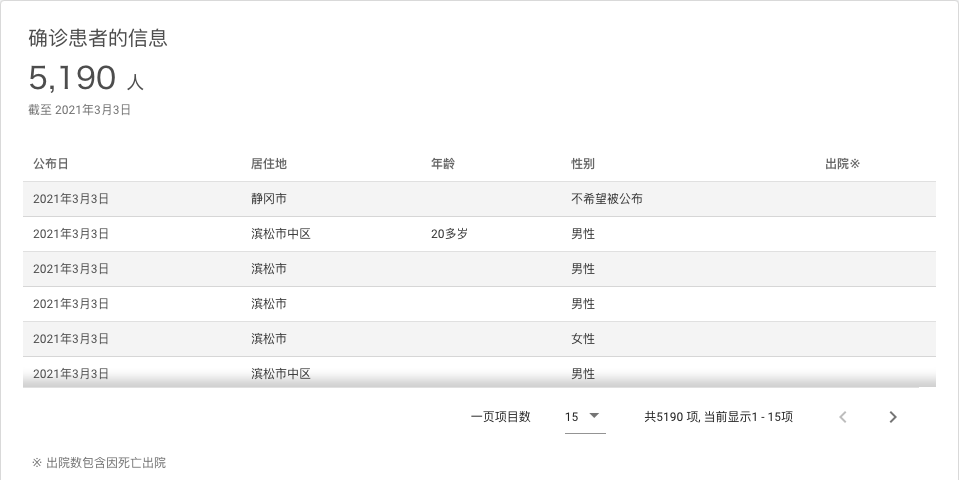 确诊患者的信息
5,190 人
截至 2021年3月3日
公布日 居住地 年龄 性别 出院※
2021年3月3日 静冈市 不希望被公布
2021年3月3日 滨松市中区 20多岁 男性
2021年3月3日 滨松市 男性
2021年3月3日 滨松市 男性
2021年3月3日 滨松市 女性
2021年3月3日 滨松市中区 男性
一页项目数 15 共5190 项, 当前显示1 - 15项
※ 出院数包含因死亡出院